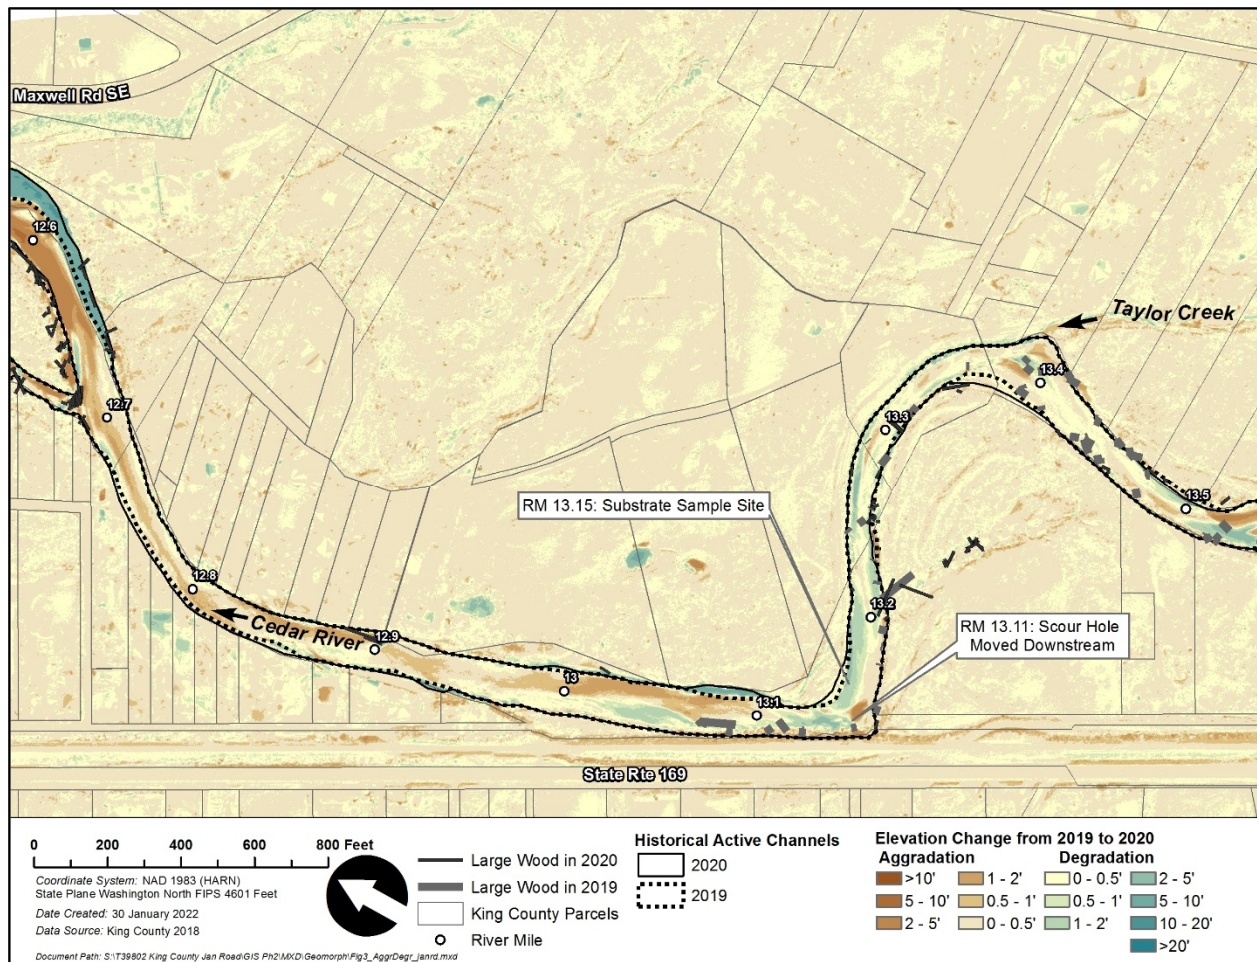 Maxwell Rd SE
12.6
Taylor Creek
13.4
12.7
13.3
RM 13.15: Substrate Sample Site
13.5
12.8
13.2
Cedar River
12.9
RM 13.11: Scour Hole
Moved Downstream
13
13.1
State Rte 169
0 200 400 600 800 Feet
Coordinate System: NAD 1983 (HARN)
State Plane Washington North FIPS 4601 Feet
Date Created: 30 January 2022
Data Source: King County 2018
Document Path: S:\T39802 King County Jan Road\GIS Ph2\MXD\Geomorph\Fig3_AggrDegr_janrd.mxd
Large Wood in 2020
Large Wood in 2019
King County Parcels
River Mile
Historical Active Channels
2020
2019
Elevation Change from 2019 to 2020
Aggradation Degradation
>10' 1 - 2' 0 - 0.5' 2 - 5'
5 - 10' 0.5 - 1' 0.5 - 1' 5 - 10'
2 - 5' 0 - 0.5' 1 - 2' 10 - 20'
>20'